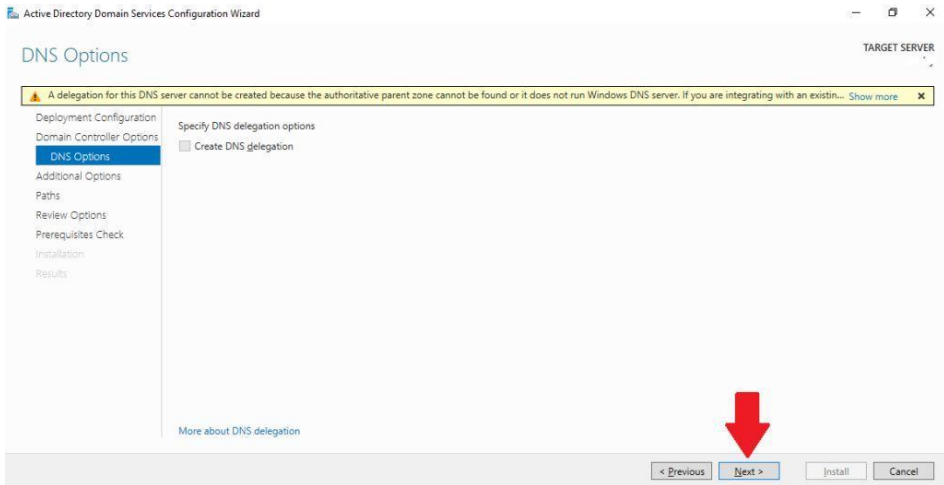 Active Directory Domain Services Configuration Wizard
DNS Options
TARGET SERVER
A delegation for this DNS server cannot be created because the authoritative parent zone cannot be found or it does not run Windows DNS server. If you are integrating with an existin... Show more
Deployment Configuration
Domain Controller Options
DNS Options
Additional Options
Paths
Review Options
Prerequisites Check
Installation
Results
Specify DNS delegation options
Create DNS delegation
More about DNS delegation
< Previous Next > Install Cancel